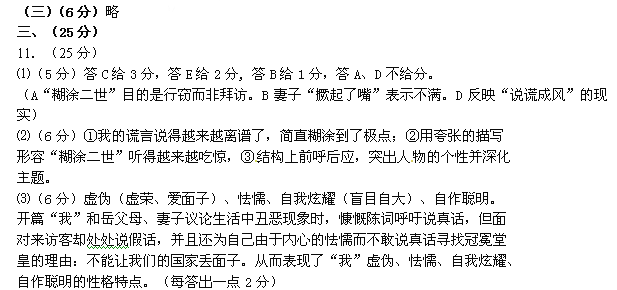 （三）（6分）略
三、（25分）
11．（25分）
⑴（5分）答C给3分，答E给2分，答B给1分，答A、D不给分。
（A“糊涂二世”目的是行窃而非拜访。B妻子“撅起了嘴”表示不满。D反映“说谎成风”的现
实）
⑵（6分）①我的谎言说得越来越离谱了，简直糊涂到了极点；②用夸张的描写
形容“糊涂二世”听得越来越吃惊，③结构上前呼后应，突出人物的个性并深化
主题。
⑶（6分）虚伪（虚荣、爱面子）、怯懦、自我炫耀（盲目自大）、自作聪明。
开篇“我”和岳父母、妻子议论生活中丑恶现象时，慷慨陈词呼吁说真话，但面
对来访客却处处说假话，并且还为自己由于内心的怯懦而不敢说真话寻找冠冕堂
皇的理由：不能让我们的国家丢面子。从而表现了“我”虚伪、怯懦、自我炫耀、
自作聪明的性格特点。（每答出一点2分）